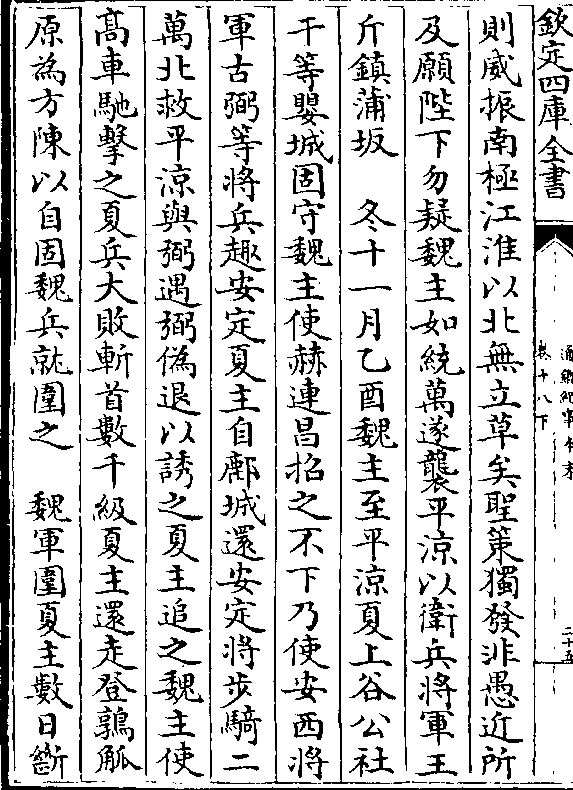 欽定四庫全書
通鑑紀事本末
卷十八下
二十五
則威振南極江淮以北無立草矣聖策獨發非愚近所
及願陛下勿疑魏主如統萬遂襲平涼以衛兵將軍王
斤鎮蒲坂　冬十一月乙酉魏主至平涼夏上谷公社
干等嬰城固守魏主使赫連昌招之不下乃使安西將
軍古弼等將兵趣安定夏主自鄜城還安定將步騎二
萬北救平涼與弼遇弼偽退以誘之夏主追之魏主使
髙車馳擊之夏兵大敗斬首數千級夏主還走登鶉觚
原為方陳以自固魏兵就圍之　魏軍圍夏主數日斷